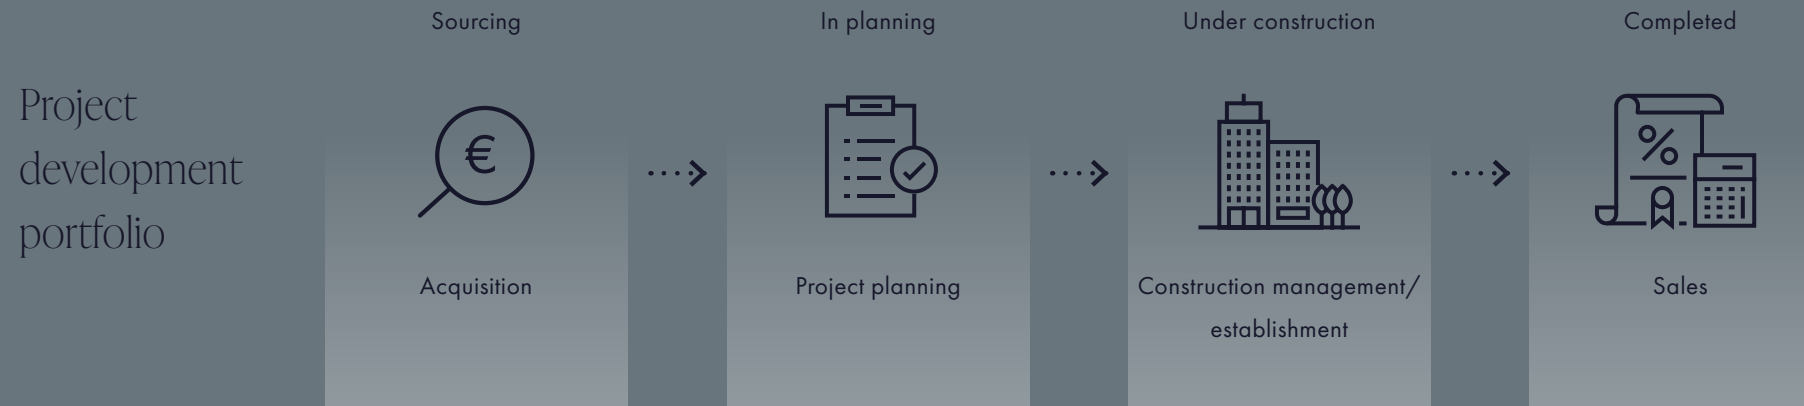 Sourcing
In planning
Under construction
Completed
Project
development
portfolio
€
%
Acquisition
Project planning
Construction management/
establishment
Sales